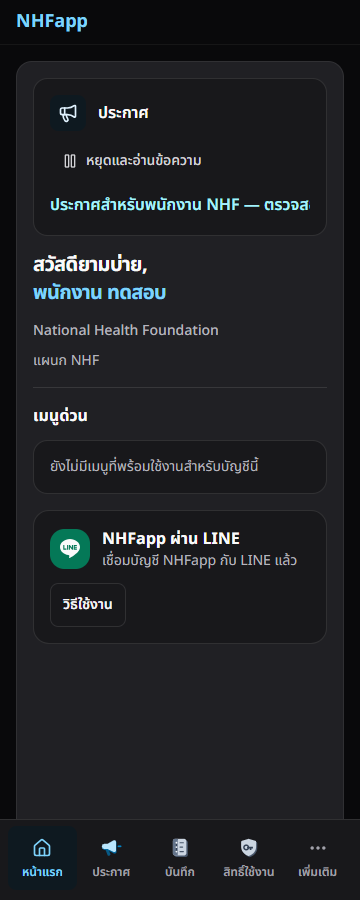 NHFapp
ประกาศ
หยุดและอ่านข้อความ
ประกาศสำหรับพนักงาน NHF — ตรวจส
สวัสดียามบ่าย,
พนักงาน ทดสอบ
National Health Foundation
แผนก NHF
เมนูด่วน
ยังไม่มีเมนูที่พร้อมใช้งานสำหรับบัญชีนี้
LINE
NHFapp ผ่าน LINE
เชื่อมบัญชี NHFapp กับ LINE แล้ว
วิธีใช้งาน
หน้าแรก
ประกาศ
บันทึก
สิทธิ์ใช้งาน
เพิ่มเติม